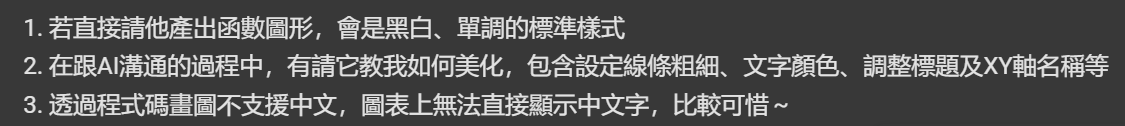 1. 若直接請他產出函數圖形，會是黑白、單調的標準樣式
2. 在跟AI溝通的過程中，有請它教我如何美化，包含設定線條粗細、文字顏色、調整標題及XY軸名稱等
3. 透過程式碼畫圖不支援中文，圖表上無法直接顯示中文字，比較可惜～